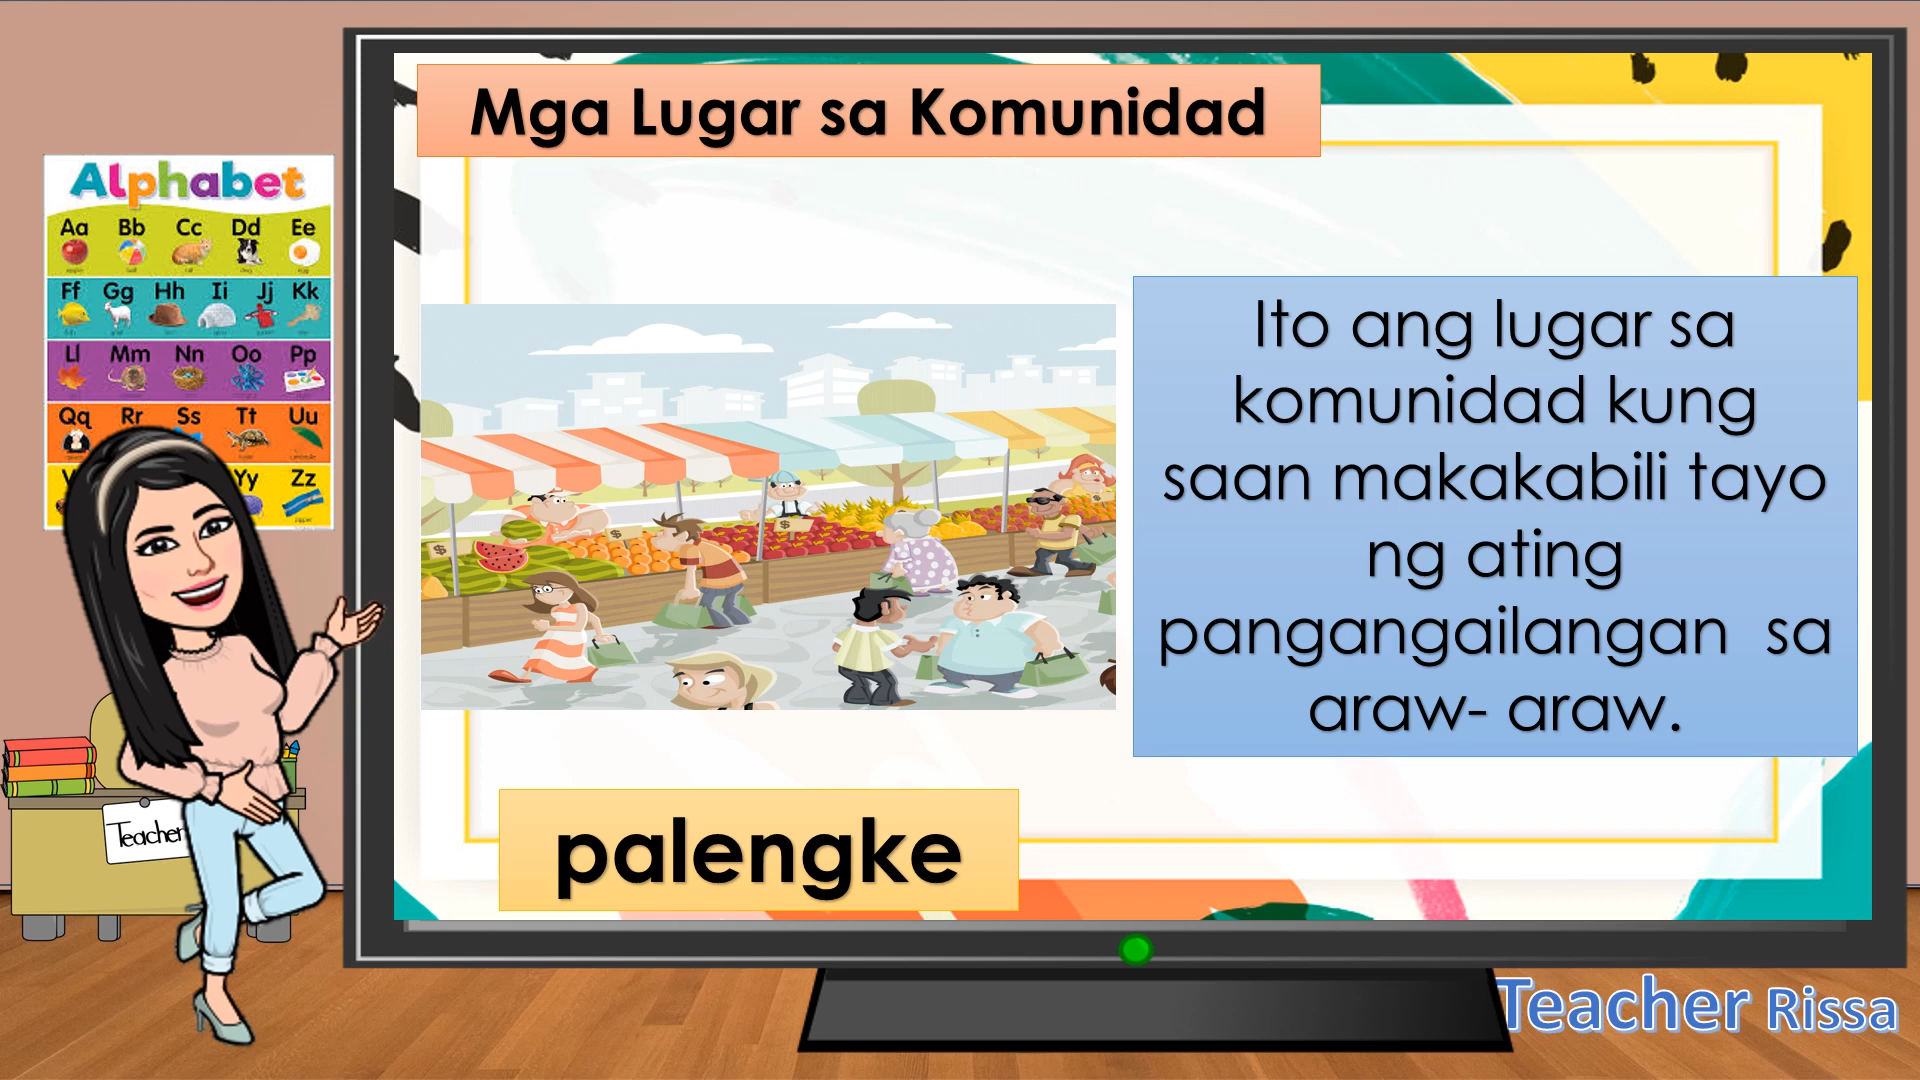 Mga Lugar sa Komunidad
Alphabet
Aa Bb Cc Dd Ee
Ff Gg Hh Ii Jj Kk
Ll Mm Nn Oo Pp
Qq Rr Ss Tt Uu
Yy Zz
Ito ang lugar sa
komunidad kung
saan makakabili tayo
ng ating
pangangailangan sa
araw- araw.
palengke
Teacher
Teacher Rissa